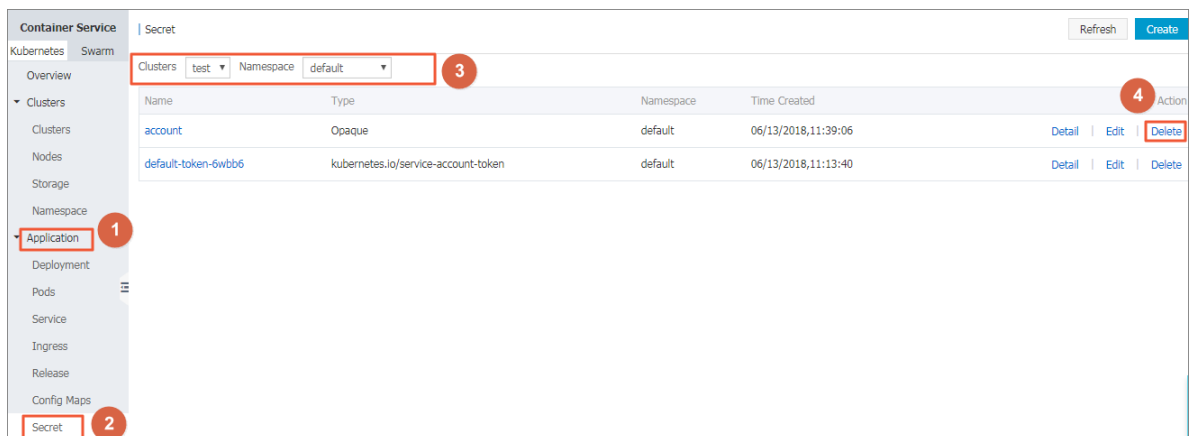 Container Service
Secret
Refresh
Create
Kubernetes Swarm
Clusters test Namespace default
3
Overview
Clusters
Name Type Namespace Time Created Action
4
account Opaque default 06/13/2018,11:39:06 Detail Edit Delete
default-token-6wbb6 kubernetes.io/service-account-token default 06/13/2018,11:13:40 Detail Edit Delete
Clusters
Nodes
Storage
Namespace
1
Application
Deployment
Pods
Service
Ingress
Release
Config Maps
Secret
2